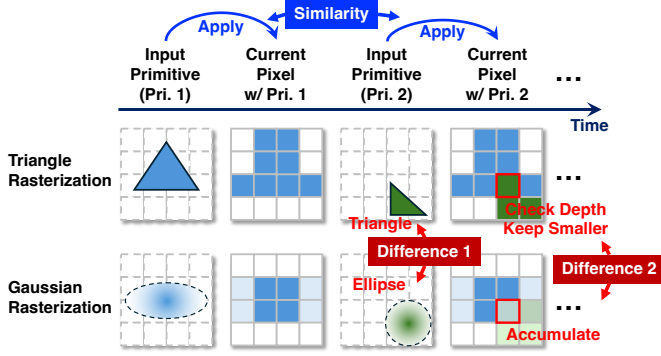 Similarity
Apply
Apply
Input
Primitive
(Pri. 1)
Current
Pixel
w/ Pri. 1
Input
Primitive
(Pri. 2)
Current
Pixel
w/ Pri. 2
...
Time
Triangle
Rasterization
...
Triangle
Check Depth
Keep Smaller
Difference 1
Difference 2
Gaussian
Rasterization
Ellipse
...
Accumulate